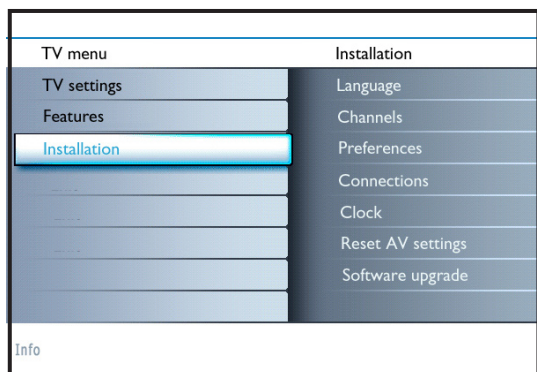 TV menu
Installation
TV settings
Features
Installation
Language
Channels
Preferences
Connections
Clock
Reset AV settings
Software upgrade
Info